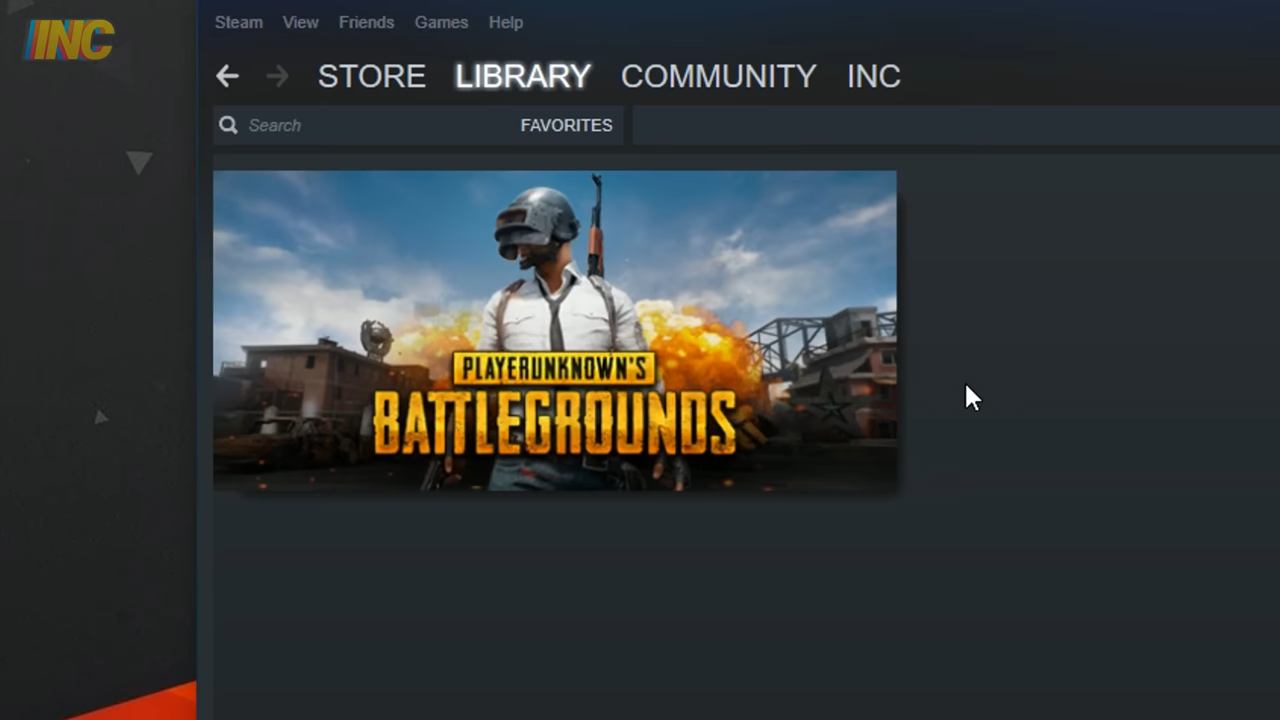 INC
Steam View Friends Games Help
STORE LIBRARY COMMUNITY INC
Search FAVORITES
PLAYERUNKNOWN'S
BATTLEGROUNDS